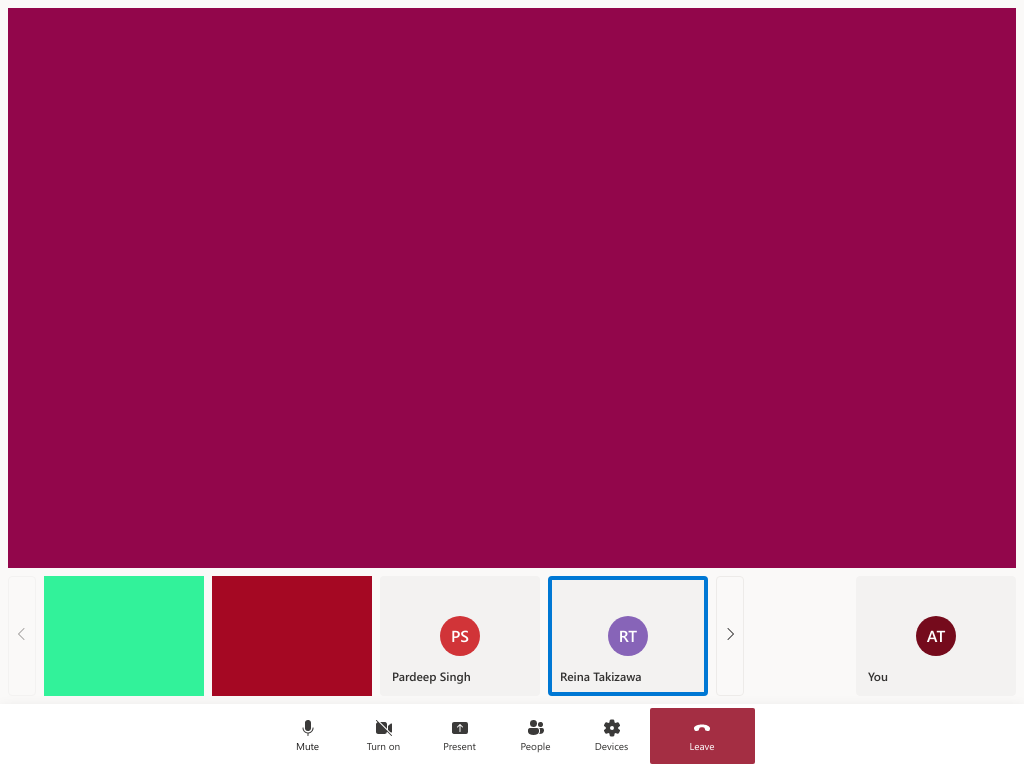 PS
Pardeep Singh
RT
Reina Takizawa
AT
You
Mute
Turn on
Present
People
Devices
Leave